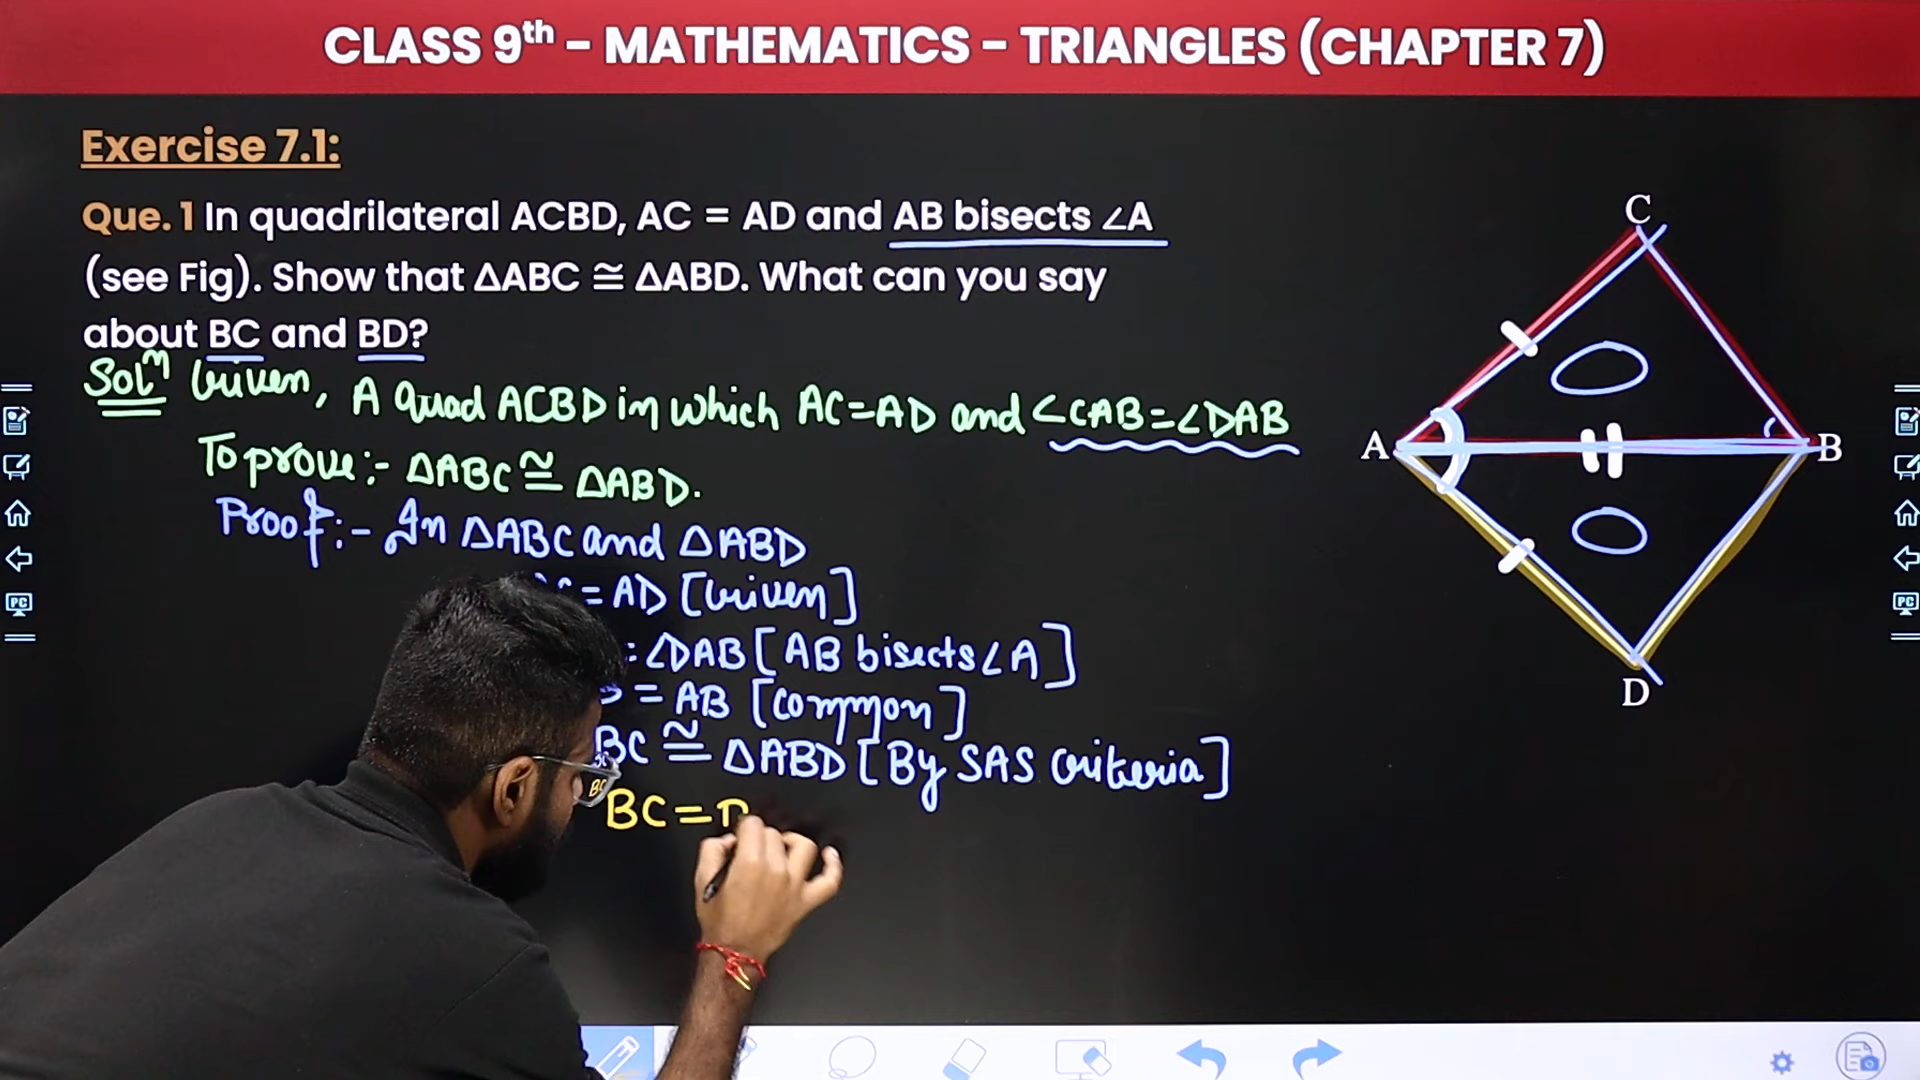 CLASS 9th - MATHEMATICS - TRIANGLES (CHAPTER 7)
Exercise 7.1:
Que. 1 In quadrilateral ACBD, AC = AD and AB bisects ∠A
(see Fig). Show that ΔABC ≅ ΔABD. What can you say
about BC and BD?
Solⁿ Given, A Quad ACBD in which AC=AD and ∠CAB=∠DAB
To prove:- ΔABC ≅ ΔABD.
Proof:- In ΔABC and ΔABD
= AD [Given]
= ∠DAB [AB bisects ∠A]
= AB [Common]
BC ≅ ΔABD [By SAS Criteria]
BC =
C
A
B
D
PC
PC